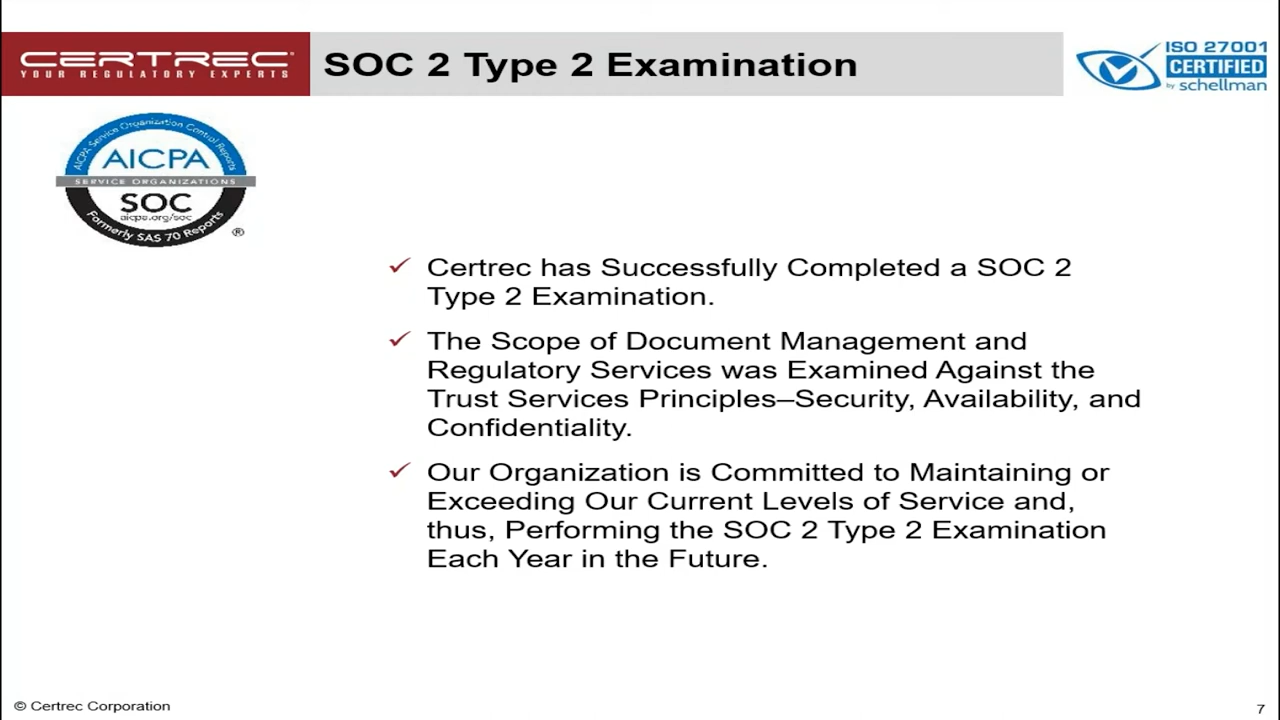 CERTREC
YOUR REGULATORY EXPERTS
SOC 2 Type 2 Examination
ISO 27001
CERTIFIED
by schellman
AICPA Service Organization Control Reports
AICPA
SERVICE ORGANIZATIONS
SOC
aicpa.org/soc
Formerly SAS 70 Reports
®
✓ Certrec has Successfully Completed a SOC 2
Type 2 Examination.
✓ The Scope of Document Management and
Regulatory Services was Examined Against the
Trust Services Principles—Security, Availability, and
Confidentiality.
✓ Our Organization is Committed to Maintaining or
Exceeding Our Current Levels of Service and,
thus, Performing the SOC 2 Type 2 Examination
Each Year in the Future.
© Certrec Corporation
7